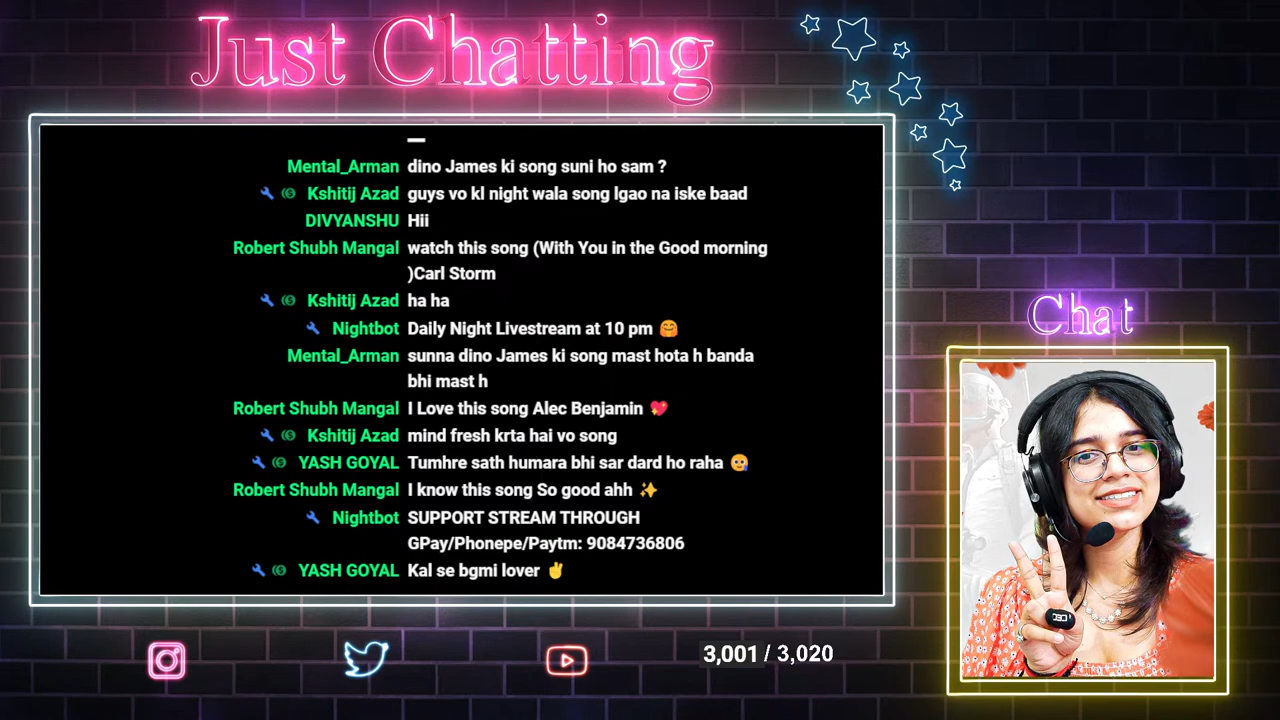 Just Chatting
Mental_Arman dino James ki song suni ho sam ?
Kshitij Azad guys vo kl night wala song lgao na iske baad
DIVYANSHU Hii
Robert Shubh Mangal watch this song (With You in the Good morning
)Carl Storm
Kshitij Azad ha ha
Nightbot Daily Night Livestream at 10 pm 🤗
Mental_Arman sunna dino James ki song mast hota h banda
bhi mast h
Robert Shubh Mangal I Love this song Alec Benjamin 💖
Kshitij Azad mind fresh krta hai vo song
YASH GOYAL Tumhre sath humara bhi sar dard ho raha 🥲
Robert Shubh Mangal I know this song So good ahh ✨
Nightbot SUPPORT STREAM THROUGH
GPay/Phonepe/Paytm: 9084736806
YASH GOYAL Kal se bgmi lover ✌️
Chat
CEC
3,001 / 3,020